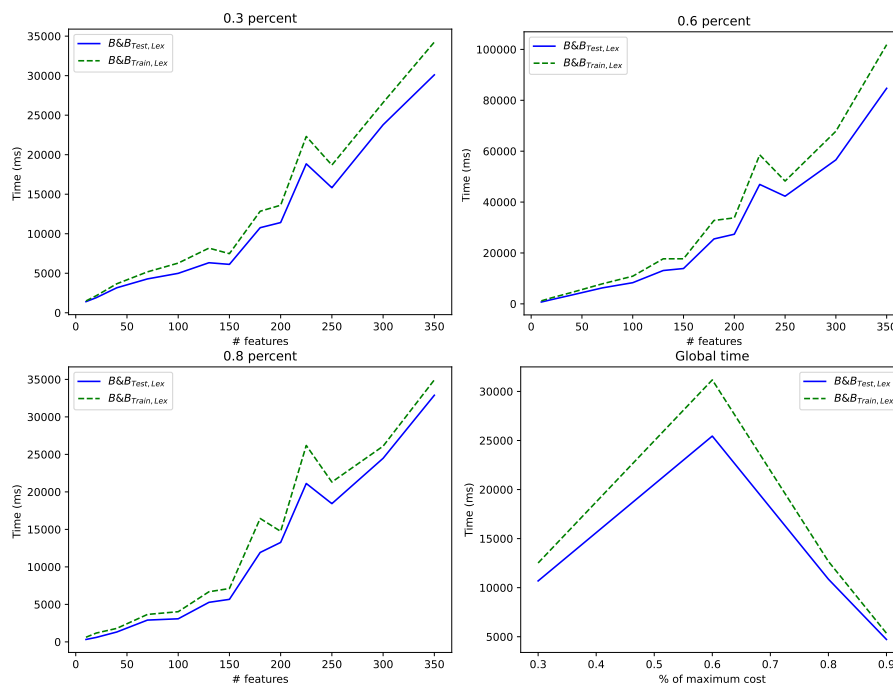 0.3 percent
35000
30000
25000
20000
15000
10000
5000
0
Time (ms)
B&B_{Test,Lex}
B&B_{Train,Lex}
0 50 100 150 200 250 300 350
# features
0.6 percent
100000
80000
60000
40000
20000
0
Time (ms)
B&B_{Test,Lex}
B&B_{Train,Lex}
0 50 100 150 200 250 300 350
# features
0.8 percent
35000
30000
25000
20000
15000
10000
5000
0
Time (ms)
B&B_{Test,Lex}
B&B_{Train,Lex}
0 50 100 150 200 250 300 350
# features
Global time
30000
25000
20000
15000
10000
5000
Time (ms)
B&B_{Test,Lex}
B&B_{Train,Lex}
0.3 0.4 0.5 0.6 0.7 0.8 0.9
% of maximum cost